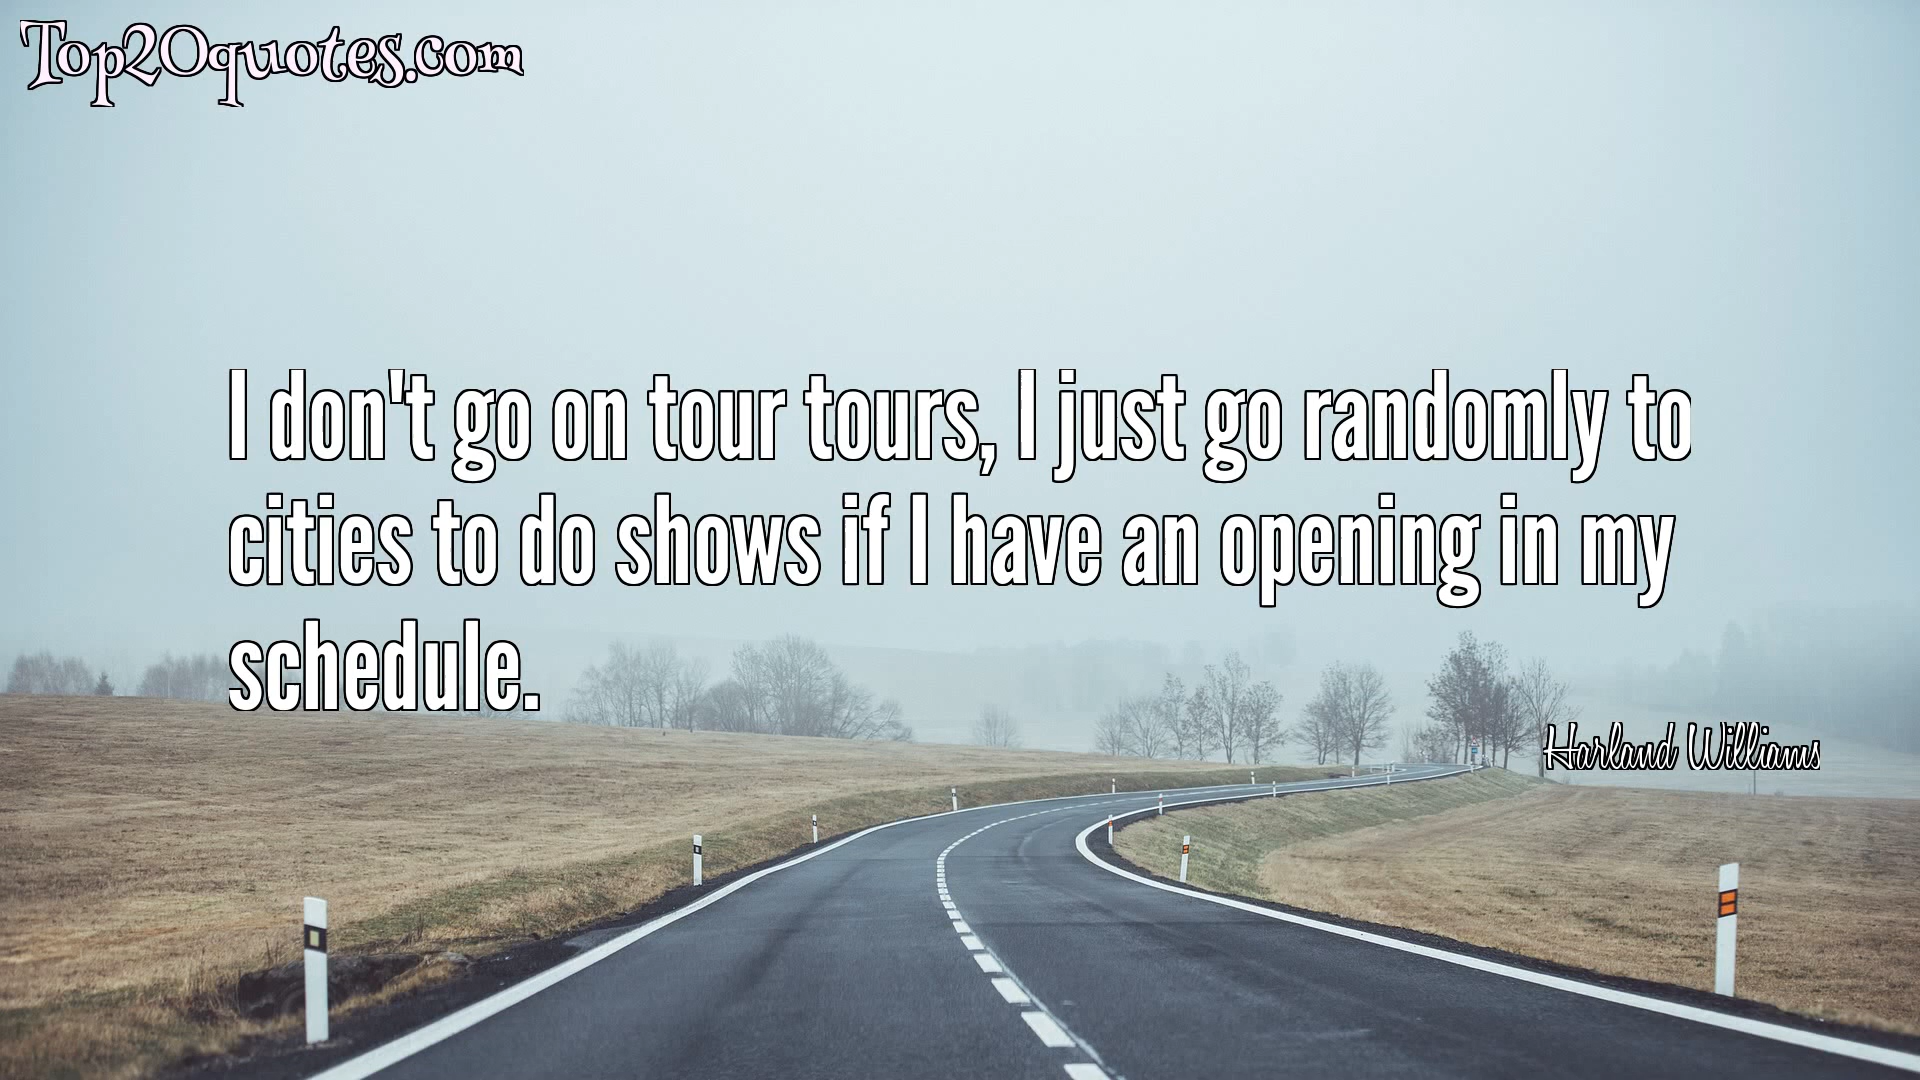 Top20quotes.com
I don't go on tour tours, I just go randomly to
cities to do shows if I have an opening in my
schedule.
Harland Williams